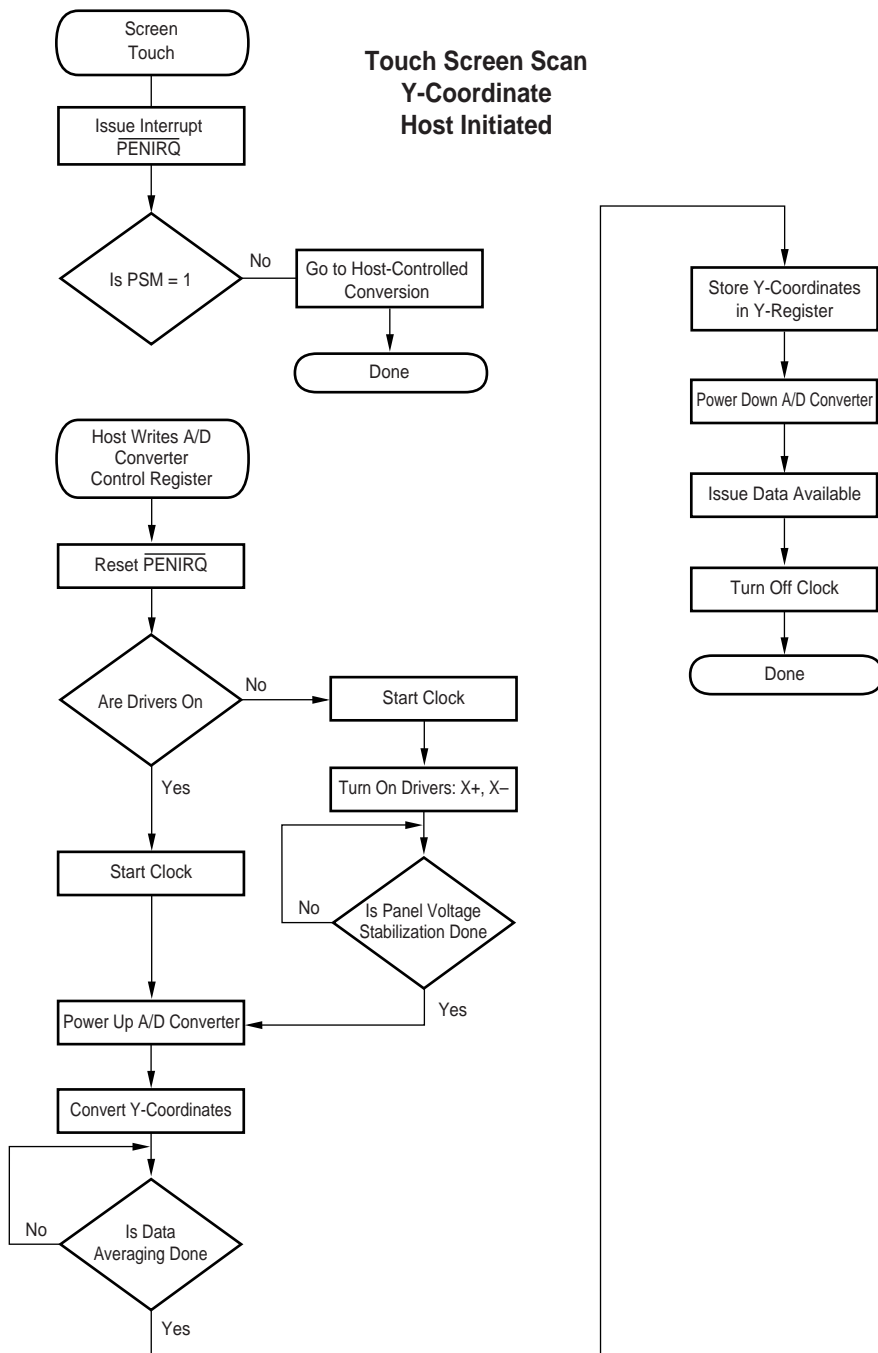 Touch Screen Scan
Y-Coordinate
Host Initiated
Screen
Touch
Issue Interrupt
PENIRQ
Is PSM = 1
No
Go to Host-Controlled
Conversion
Done
Host Writes A/D
Converter
Control Register
Reset PENIRQ
Are Drivers On
No
Start Clock
Turn On Drivers: X+, X–
Is Panel Voltage
Stabilization Done
No
Yes
Yes
Start Clock
Power Up A/D Converter
Convert Y-Coordinates
Is Data
Averaging Done
No
Yes
Store Y-Coordinates
in Y-Register
Power Down A/D Converter
Issue Data Available
Turn Off Clock
Done